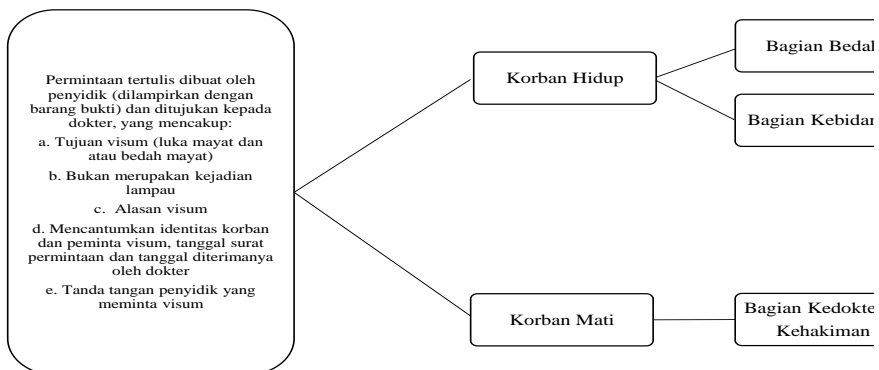 Permintaan tertulis dibuat oleh
penyidik (dilampirkan dengan
barang bukti) dan ditujukan kepada
dokter, yang mencakup:
a. Tujuan visum (luka mayat dan
atau bedah mayat)
b. Bukan merupakan kejadian
lampau
c. Alasan visum
d. Mencantumkan identitas korban
dan peminta visum, tanggal surat
permintaan dan tanggal diterimanya
oleh dokter
e. Tanda tangan penyidik yang
meminta visum
Korban Hidup
Bagian
Bagian
Korban Mati
Bagian
Kehakiman